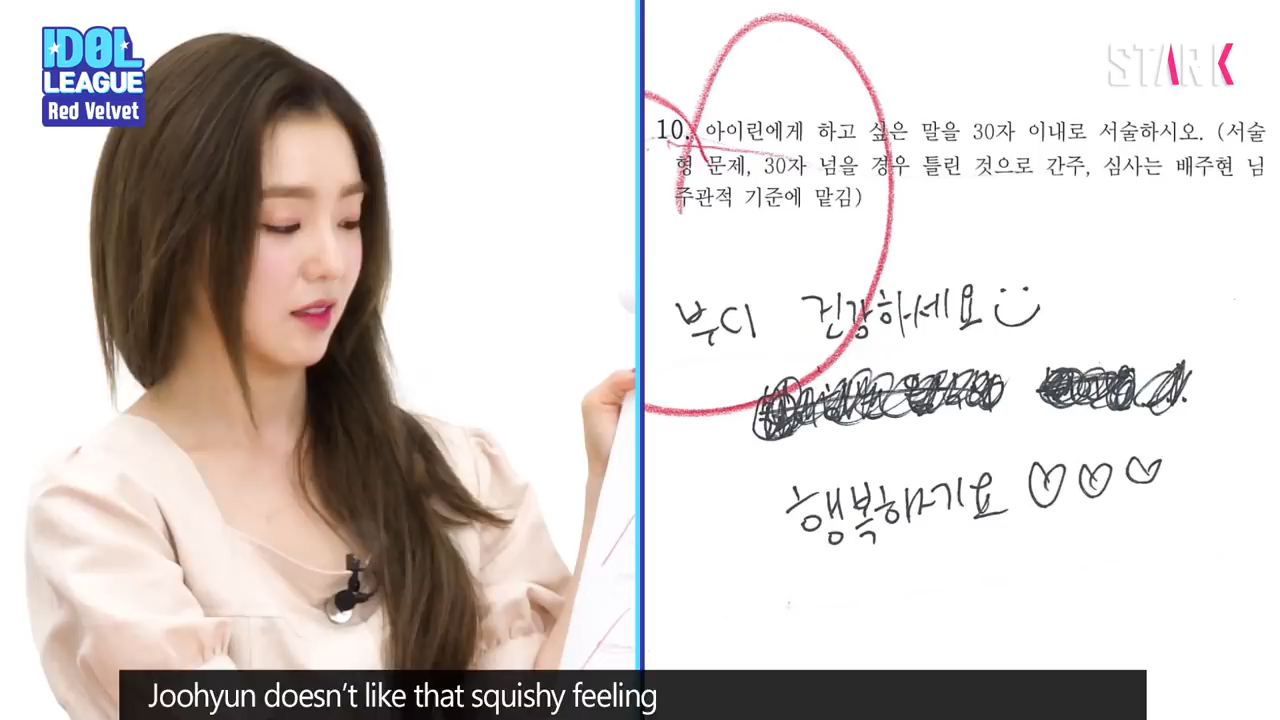 IDOL
LEAGUE
Red Velvet
STAR K
10. 아이린에게 하고 싶은 말을 30자 이내로 서술하시오. (서술
형 문제, 30자 넘을 경우 틀린 것으로 간주, 심사는 배주현 님
주관적 기준에 맡김)
부디 건강하세요
행복하자기요
Joohyun doesn't like that squishy feeling